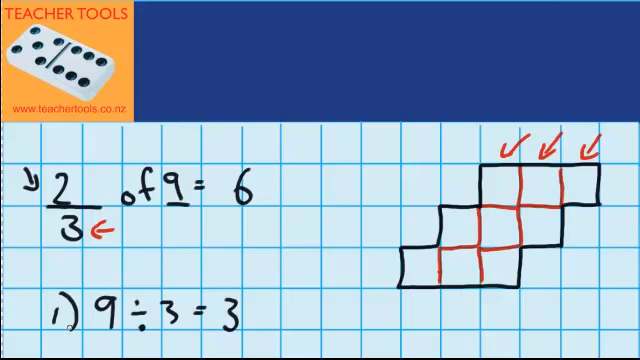 TEACHER TOOLS
www.teachertools.co.nz
2/3 of 9 = 6
1) 9 ÷ 3 = 3